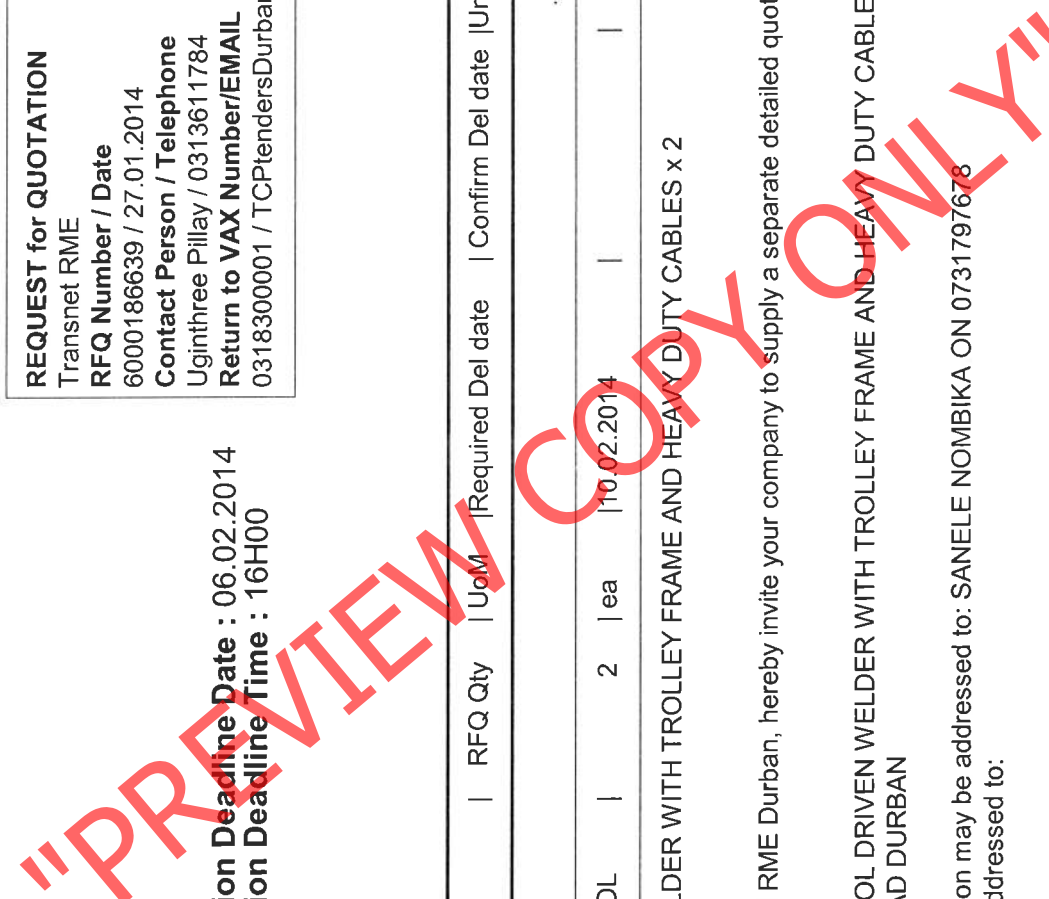 REQUEST for QUOTATION
Transnet RME
RFQ Number / Date
6000186639 / 27.01.2014
Contact Person / Telephone
Uginthree Pillay / 0313611784
Return to VAX Number/EMAIL
0318300001 / TCPtendersDurba
ion Deadline Date : 06.02.2014
ion Deadline Time : 16H00
| RFQ Qty | UoM |Required Del date | Confirm Del date |Un
OL | 2 | ea |10.02.2014 | |
LDER WITH TROLLEY FRAME AND HEAVY DUTY CABLES x 2
RME Durban, hereby invite your company to supply a separate detailed quot
OL DRIVEN WELDER WITH TROLLEY FRAME AND HEAVY DUTY CABLE
AD DURBAN
on may be addressed to: SANELE NOMBIKA ON 0731797678
ddressed to:
"PREVIEW COPY ONLY"